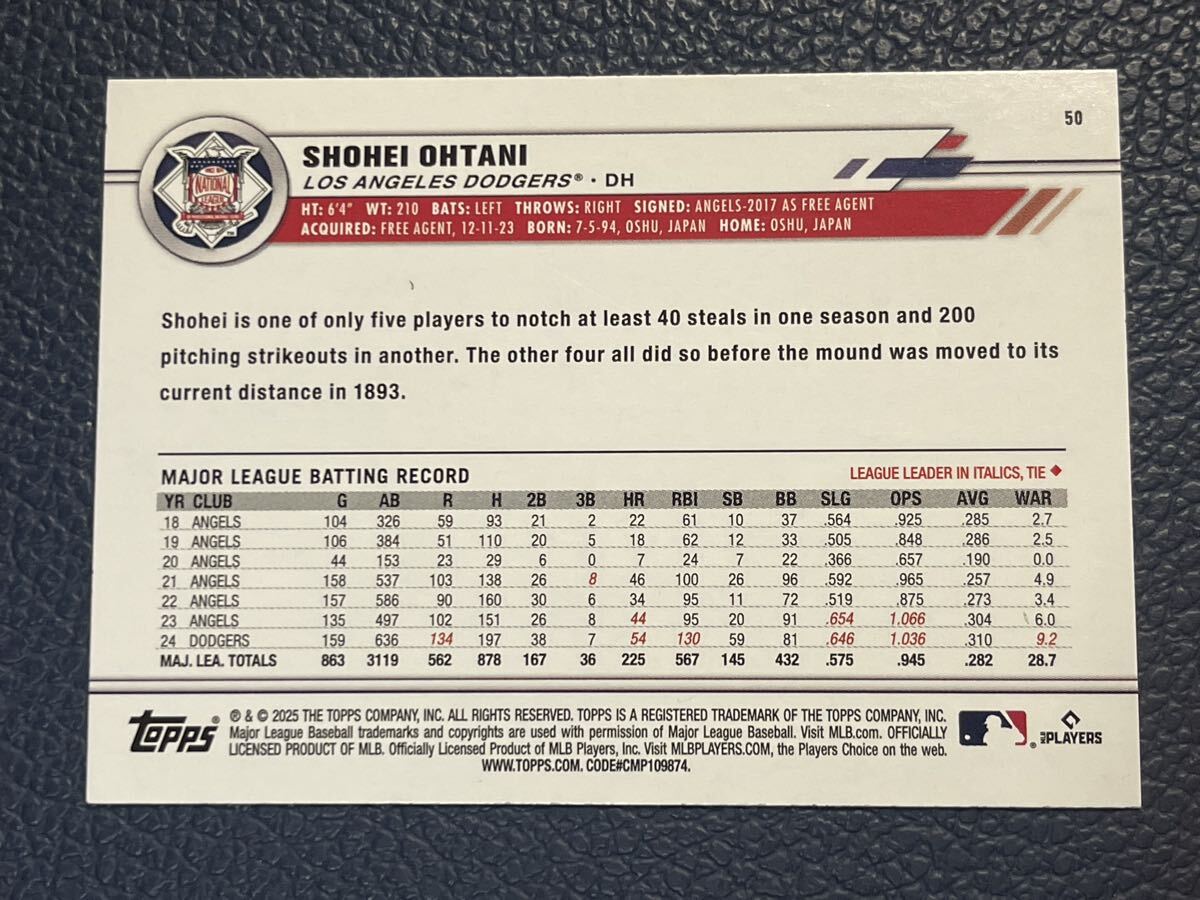 50
SHOHEI OHTANI
LOS ANGELES DODGERS® • DH
NATIONAL LEAGUE
HT: 6'4" WT: 210 BATS: LEFT THROWS: RIGHT SIGNED: ANGELS-2017 AS FREE AGENT
ACQUIRED: FREE AGENT, 12-11-23 BORN: 7-5-94, OSHU, JAPAN HOME: OSHU, JAPAN
Shohei is one of only five players to notch at least 40 steals in one season and 200
pitching strikeouts in another. The other four all did so before the mound was moved to its
current distance in 1893.
MAJOR LEAGUE BATTING RECORD LEAGUE LEADER IN ITALICS, TIE ♦
YR CLUB G AB R H 2B 3B HR RBI SB BB SLG OPS AVG WAR
18 ANGELS 104 326 59 93 21 2 22 61 10 37 .564 .925 .285 2.7
19 ANGELS 106 384 51 110 20 5 18 62 12 33 .505 .848 .286 2.5
20 ANGELS 44 153 23 29 6 0 7 24 7 22 .366 .657 .190 0.0
21 ANGELS 158 537 103 138 26 8 46 100 26 96 .592 .965 .257 4.9
22 ANGELS 157 586 90 160 30 6 34 95 11 72 .519 .875 .273 3.4
23 ANGELS 135 497 102 151 26 8 44 95 20 91 .654 1.066 .304 6.0
24 DODGERS 159 636 134 197 38 7 54 130 59 81 .646 1.036 .310 9.2
MAJ. LEA. TOTALS 863 3119 562 878 167 36 225 567 145 432 .575 .945 .282 28.7
Topps®
® & © 2025 THE TOPPS COMPANY, INC. ALL RIGHTS RESERVED. TOPPS IS A REGISTERED TRADEMARK OF THE TOPPS COMPANY, INC.
Major League Baseball trademarks and copyrights are used with permission of Major League Baseball. Visit MLB.com. OFFICIALLY
LICENSED PRODUCT OF MLB. Officially Licensed Product of MLB Players, Inc. Visit MLBPLAYERS.COM, the Players Choice on the web.
WWW.TOPPS.COM. CODE#CMP109874.
MLB PLAYERS